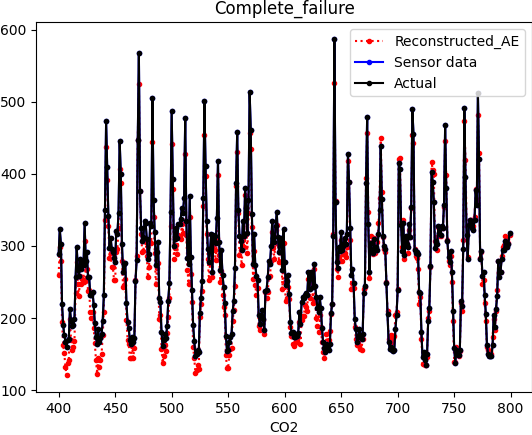 Complete_failure
Reconstructed_AE
Sensor data
Actual
600
500
400
300
200
100
400 450 500 550 600 650 700 750 800
CO2